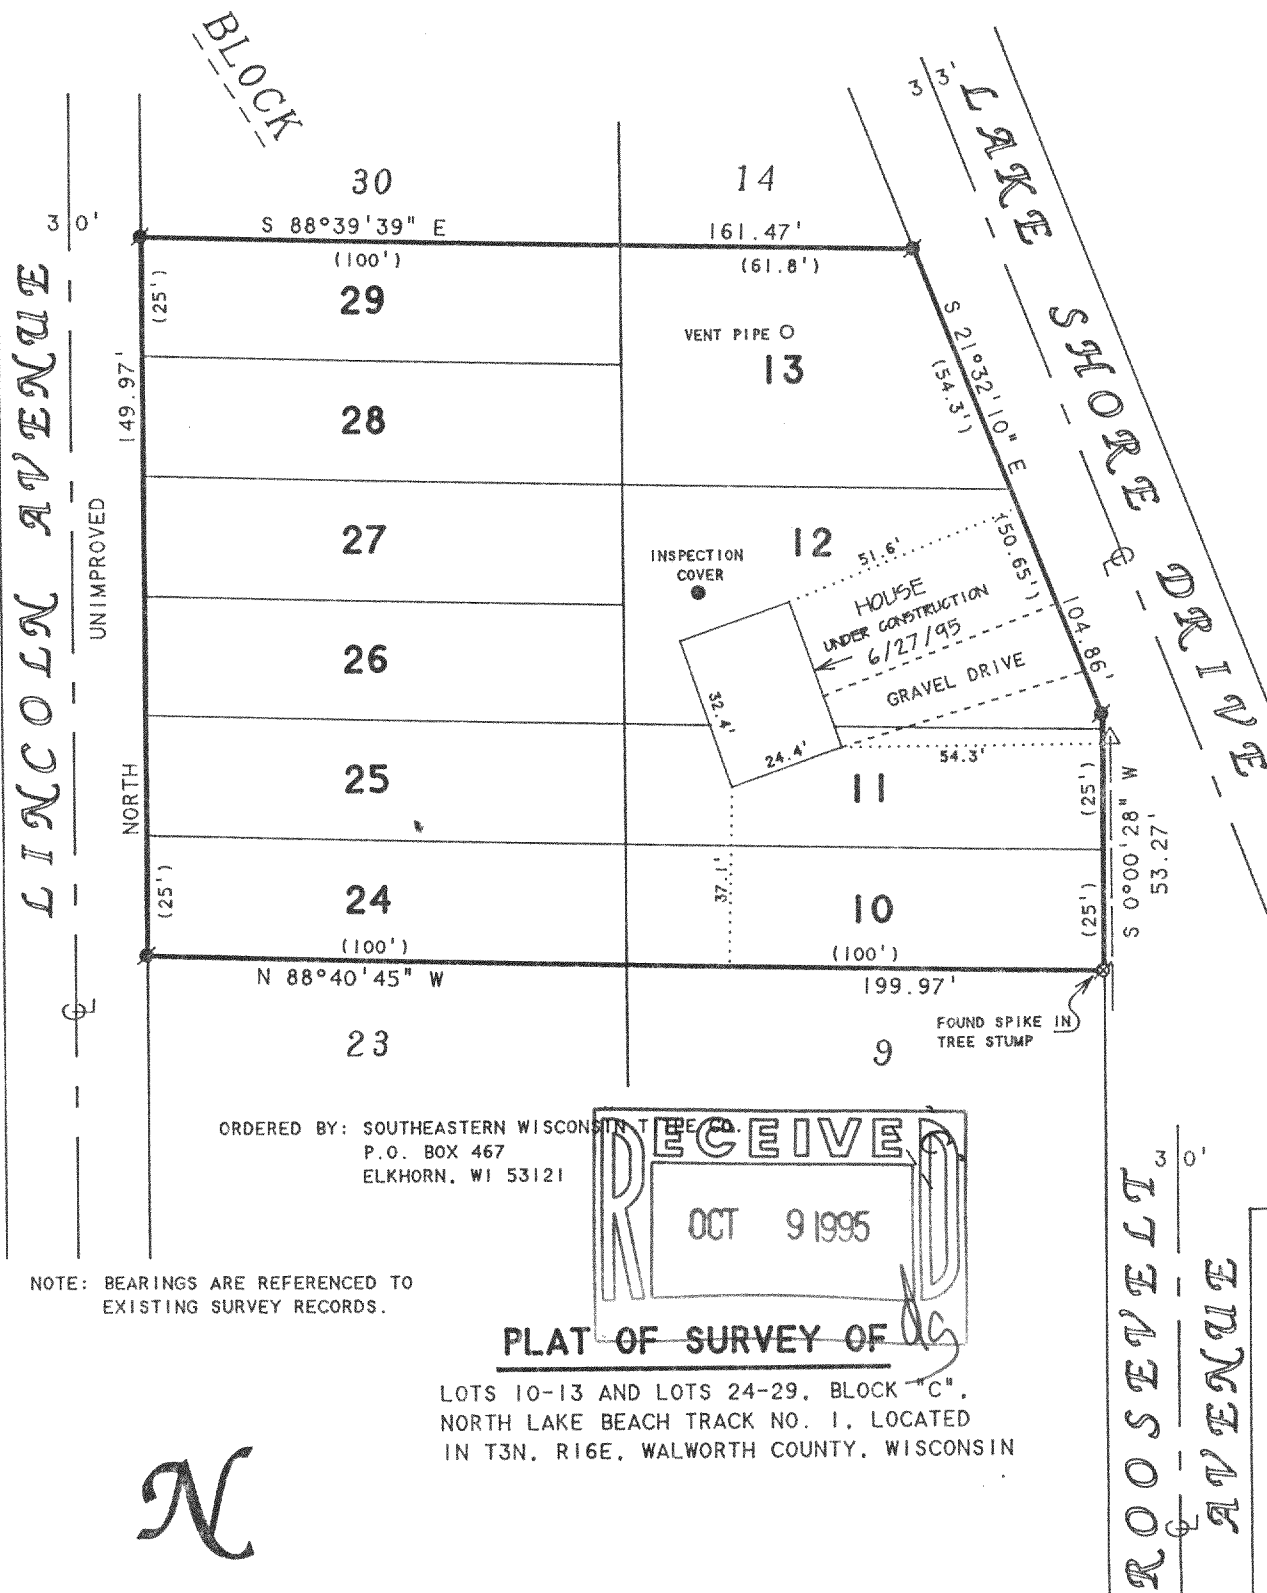 BLOCK
3 3'
LAKE SHORE DRIVE
30
14
3 0'
S 88°39'39" E
161.47'
(100')
(61.8')
(25')
29
VENT PIPE
13
S 21°32'10" E
(54.3')
149.97'
LINCOLN AVENUE
28
UNIMPROVED
27
12
INSPECTION
COVER
51.6'
(50.65')
HOUSE
UNDER CONSTRUCTION
6/27/95
104.86'
26
GRAVEL DRIVE
32.4'
24.4'
54.3'
NORTH
25
11
(25')
S 0°00'28" W
53.27'
37.1'
(25')
24
10
(25')
(100')
(100')
N 88°40'45" W
199.97'
FOUND SPIKE IN
TREE STUMP
23
9
ORDERED BY: SOUTHEASTERN WISCONSIN TITLE CO.
P.O. BOX 467
ELKHORN, WI 53121
RECEIVED
OCT 9 1995
3 0'
ROOSEVELT
AVENUE
NOTE: BEARINGS ARE REFERENCED TO
EXISTING SURVEY RECORDS.
PLAT OF SURVEY OF
LOTS 10-13 AND LOTS 24-29, BLOCK "C",
NORTH LAKE BEACH TRACK NO. 1, LOCATED
IN T3N, R16E, WALWORTH COUNTY, WISCONSIN
N